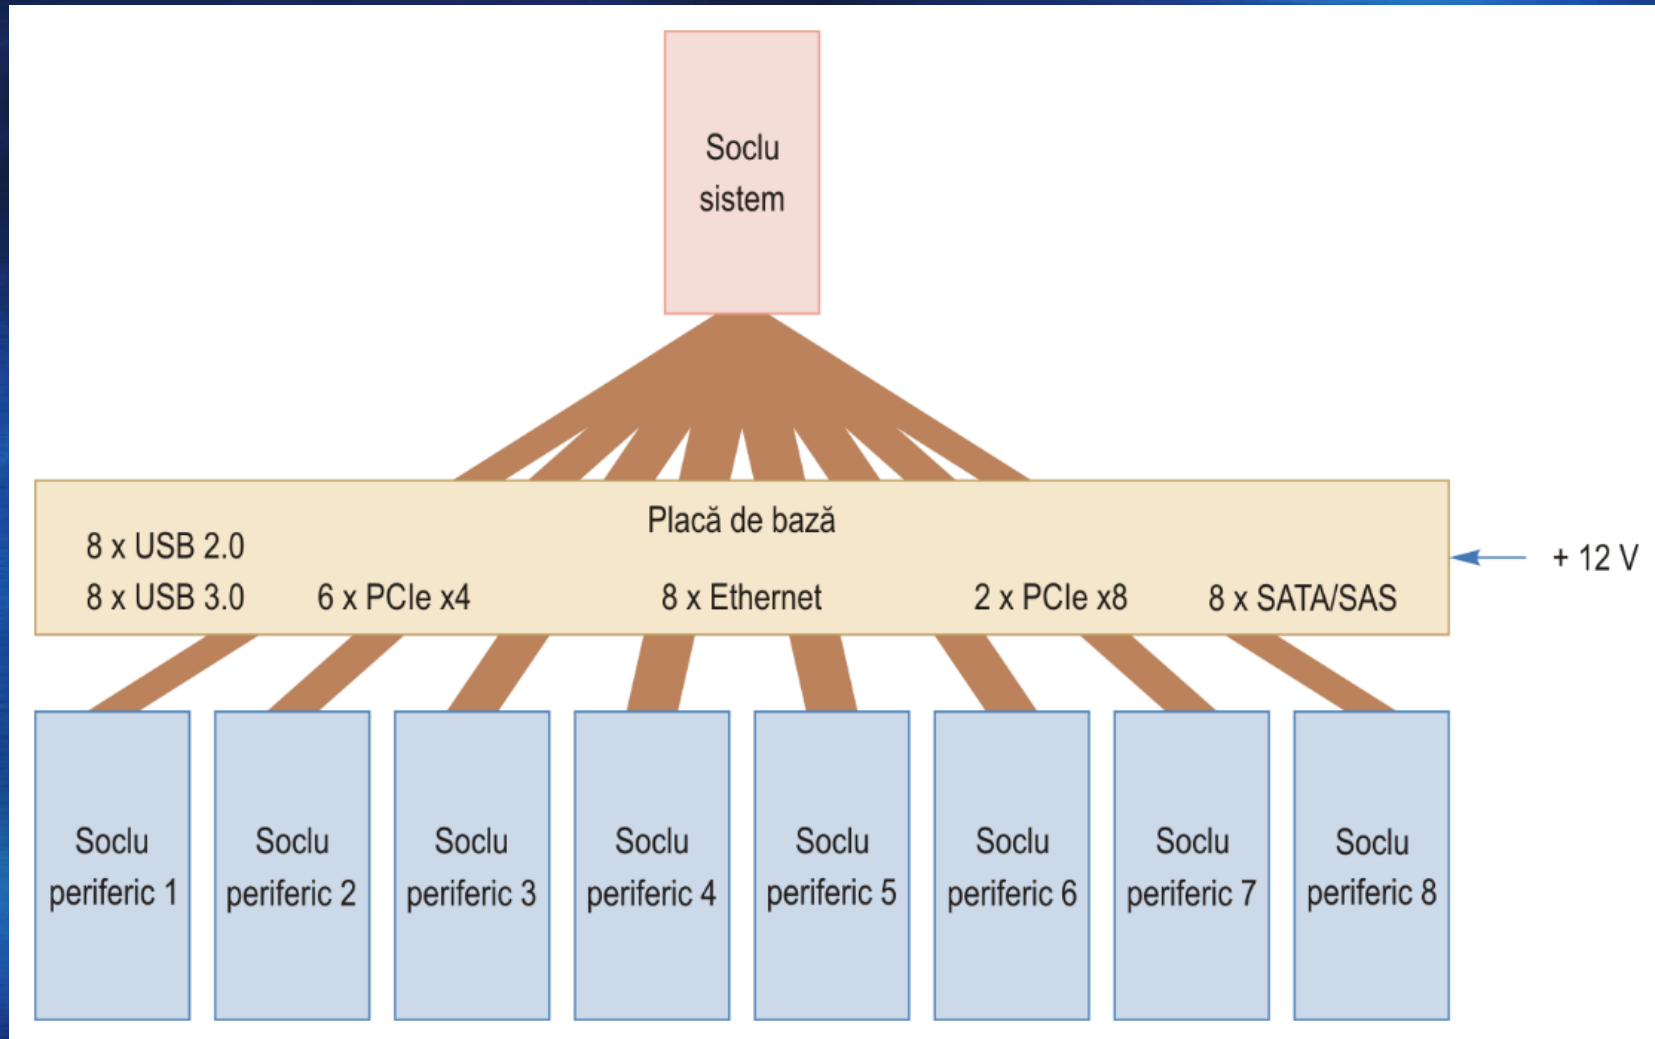 Soclu
sistem
Placă de bază
8 x USB 2.0
+ 12 V
8 x USB 3.0
6 x PCIe x4
8 x Ethernet
2 x PCIe x8
8 x SATA/SAS
Soclu
periferic 1
Soclu
periferic 2
Soclu
periferic 3
Soclu
periferic 4
Soclu
periferic 5
Soclu
periferic 6
Soclu
periferic 7
Soclu
periferic 8